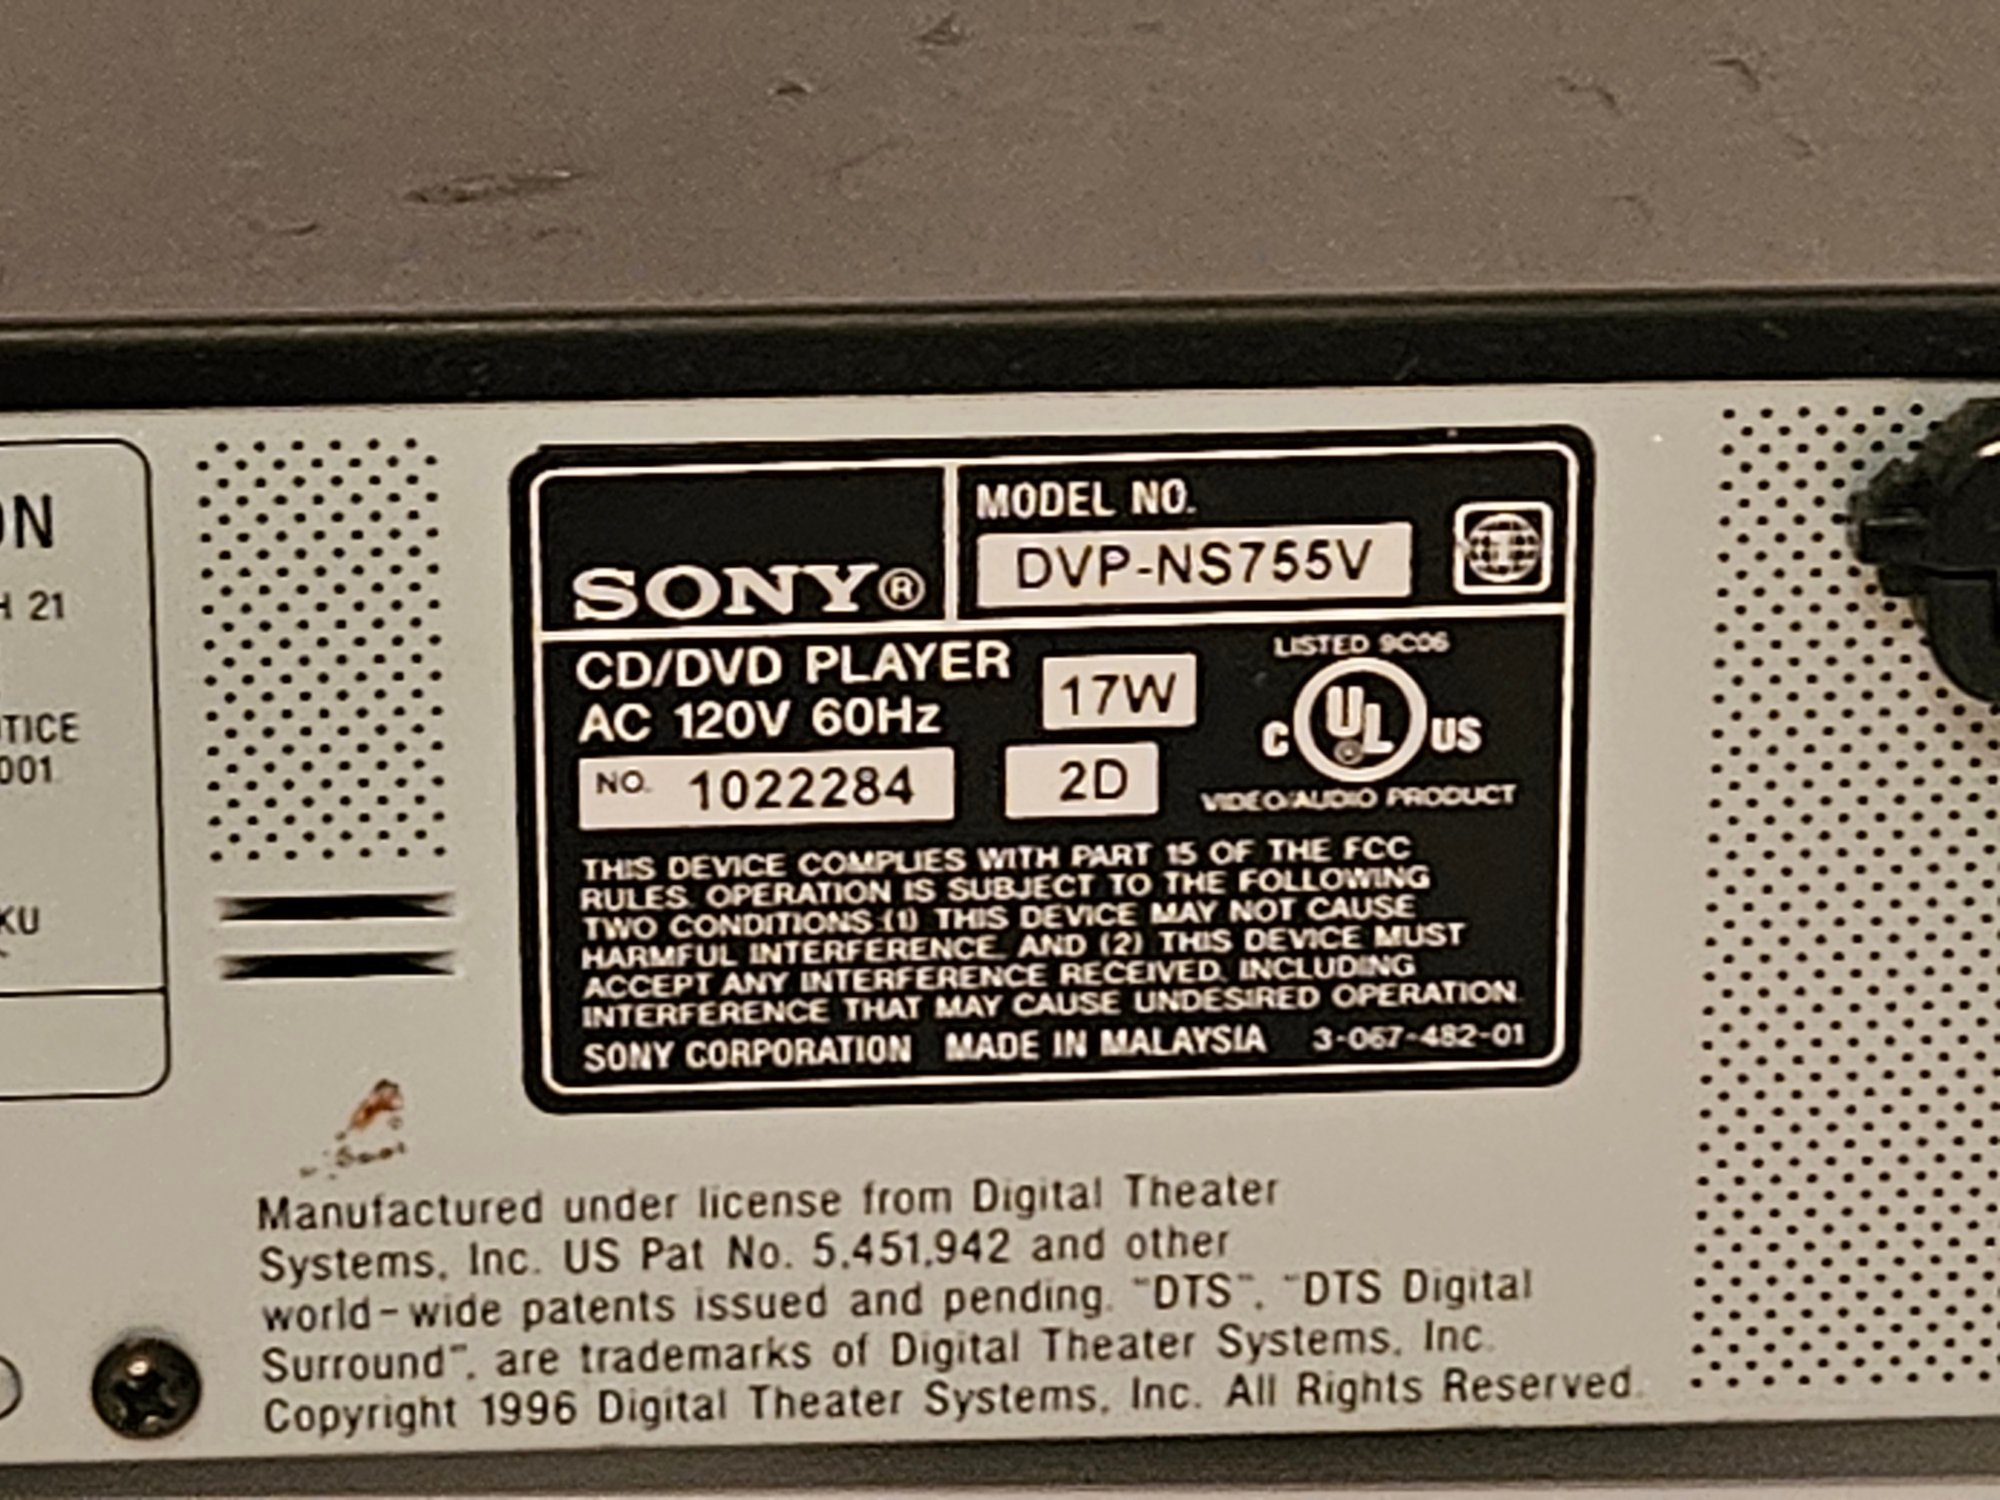 ON
H 21
TICE
001
KU
SONY®
MODEL NO.
DVP-NS755V
CD/DVD PLAYER
AC 120V 60Hz
17W
NO. 1022284
2D
LISTED 9C06
C UL US
VIDEO/AUDIO PRODUCT
THIS DEVICE COMPLIES WITH PART 15 OF THE FCC
RULES. OPERATION IS SUBJECT TO THE FOLLOWING
TWO CONDITIONS:(1) THIS DEVICE MAY NOT CAUSE
HARMFUL INTERFERENCE, AND (2) THIS DEVICE MUST
ACCEPT ANY INTERFERENCE RECEIVED, INCLUDING
INTERFERENCE THAT MAY CAUSE UNDESIRED OPERATION.
SONY CORPORATION MADE IN MALAYSIA 3-067-482-01
Manufactured under license from Digital Theater
Systems, Inc. US Pat No. 5,451,942 and other
world-wide patents issued and pending. "DTS", "DTS Digital
Surround", are trademarks of Digital Theater Systems, Inc.
Copyright 1996 Digital Theater Systems, Inc. All Rights Reserved.